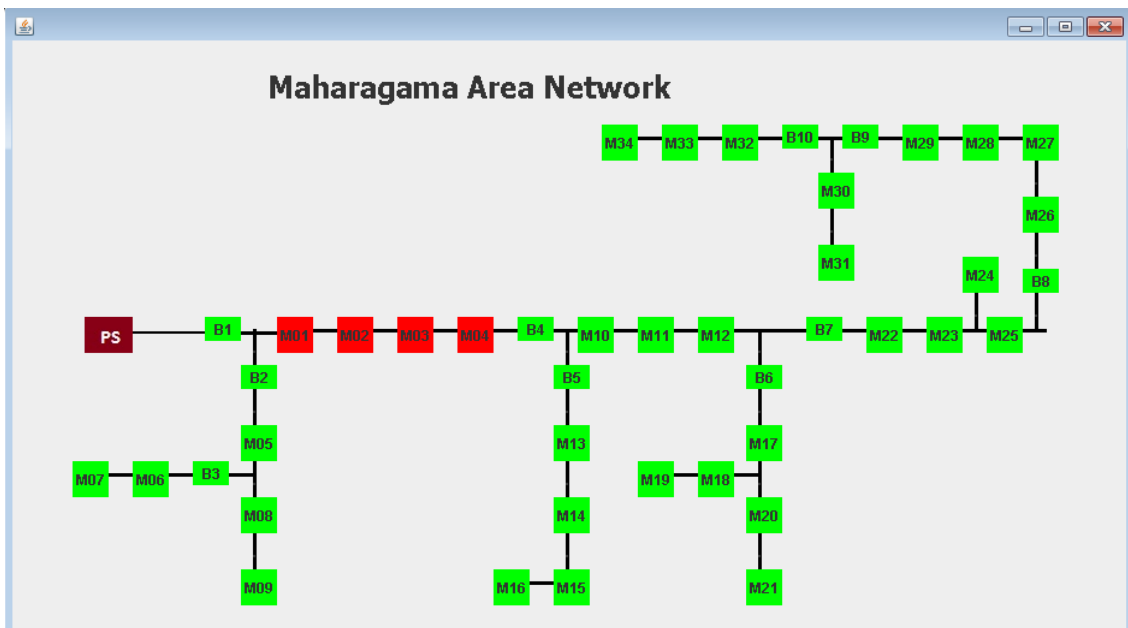 Maharagama Area Network
M34 M33 M32 B10 B9 M29 M28 M27
M30
M26
M31 M24 B8
PS B1 M01 M02 M03 M04 B4 M10 M11 M12 B7 M22 M23 M25
B2 B5 B6
M05 M13 M17
M07 M06 B3 M19 M18
M08 M14 M20
M09 M16 M15 M21